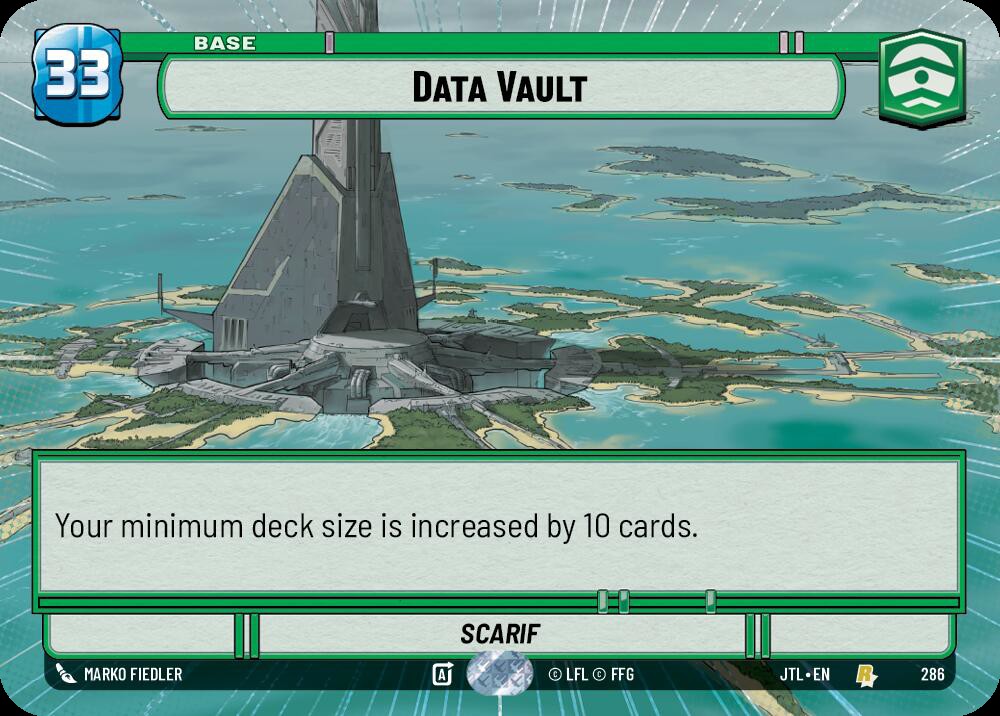 BASE
33
DATA VAULT
Your minimum deck size is increased by 10 cards.
SCARIF
MARKO FIEDLER
A
© LFL © FFG
JTL•EN
R
286